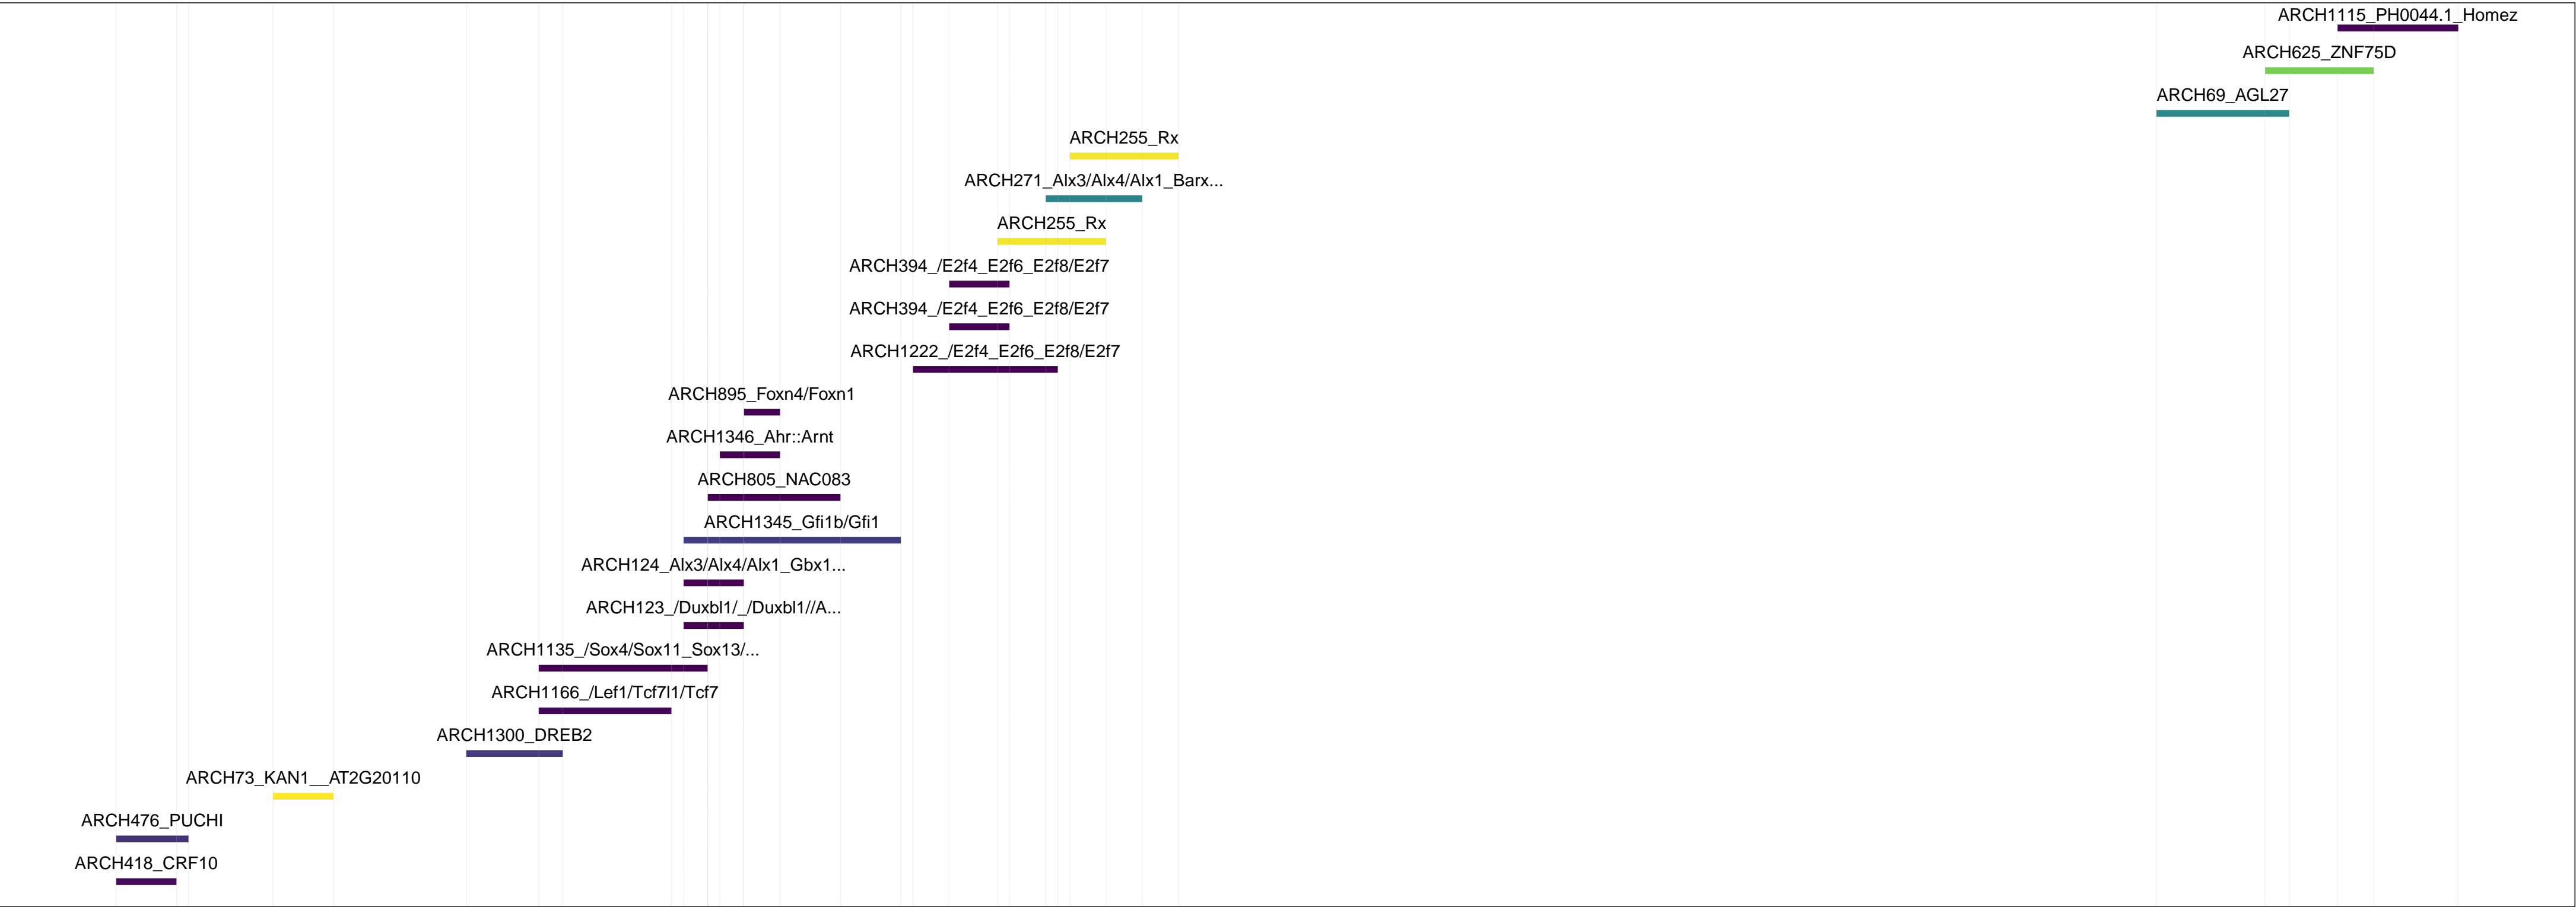 ARCH1115_PH0044.1_Homez
ARCH625_ZNF75D
ARCH69_AGL27
ARCH255_Rx
ARCH271_Alx3/Alx4/Alx1_Barx...
ARCH255_Rx
ARCH394_/E2f4_E2f6_E2f8/E2f7
ARCH394_/E2f4_E2f6_E2f8/E2f7
ARCH1222_/E2f4_E2f6_E2f8/E2f7
ARCH895_Foxn4/Foxn1
ARCH1346_Ahr::Arnt
ARCH805_NAC083
ARCH1345_Gfi1b/Gfi1
ARCH124_Alx3/Alx4/Alx1_Gbx1...
ARCH123_/Duxbl1/_/Duxbl1//A...
ARCH1135_/Sox4/Sox11_Sox13/...
ARCH1166_/Lef1/Tcf7l1/Tcf7
ARCH1300_DREB2
ARCH73_KAN1__AT2G20110
ARCH476_PUCHI
ARCH418_CRF10